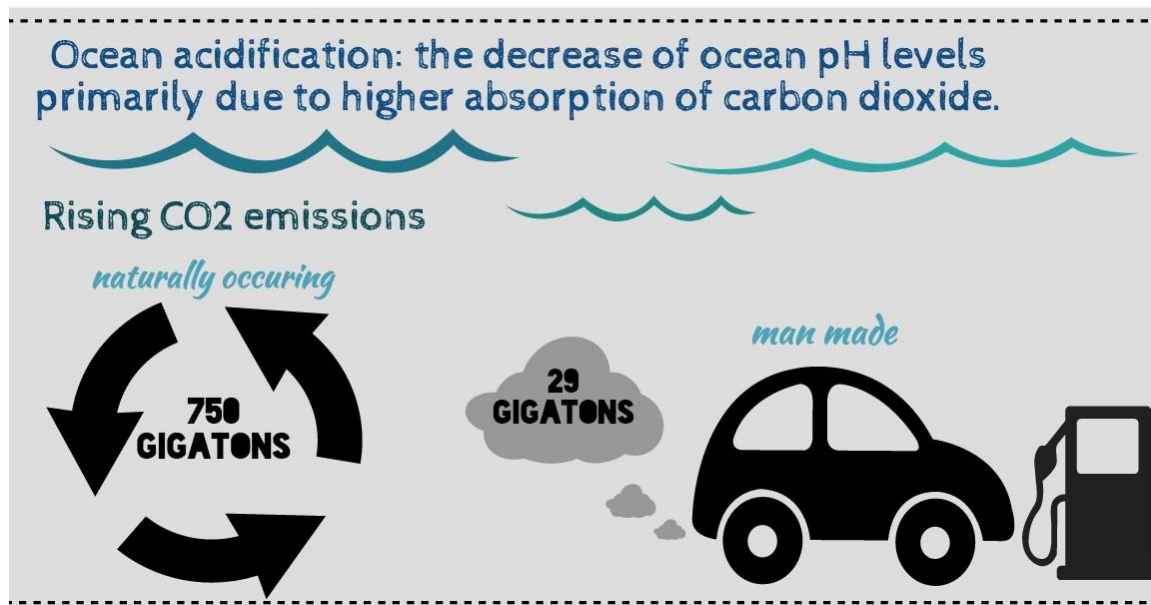 Ocean acidification: the decrease of ocean pH levels
primarily due to higher absorption of carbon dioxide.
Rising CO2 emissions
naturally occuring
750
GIGATONS
man made
29
GIGATONS